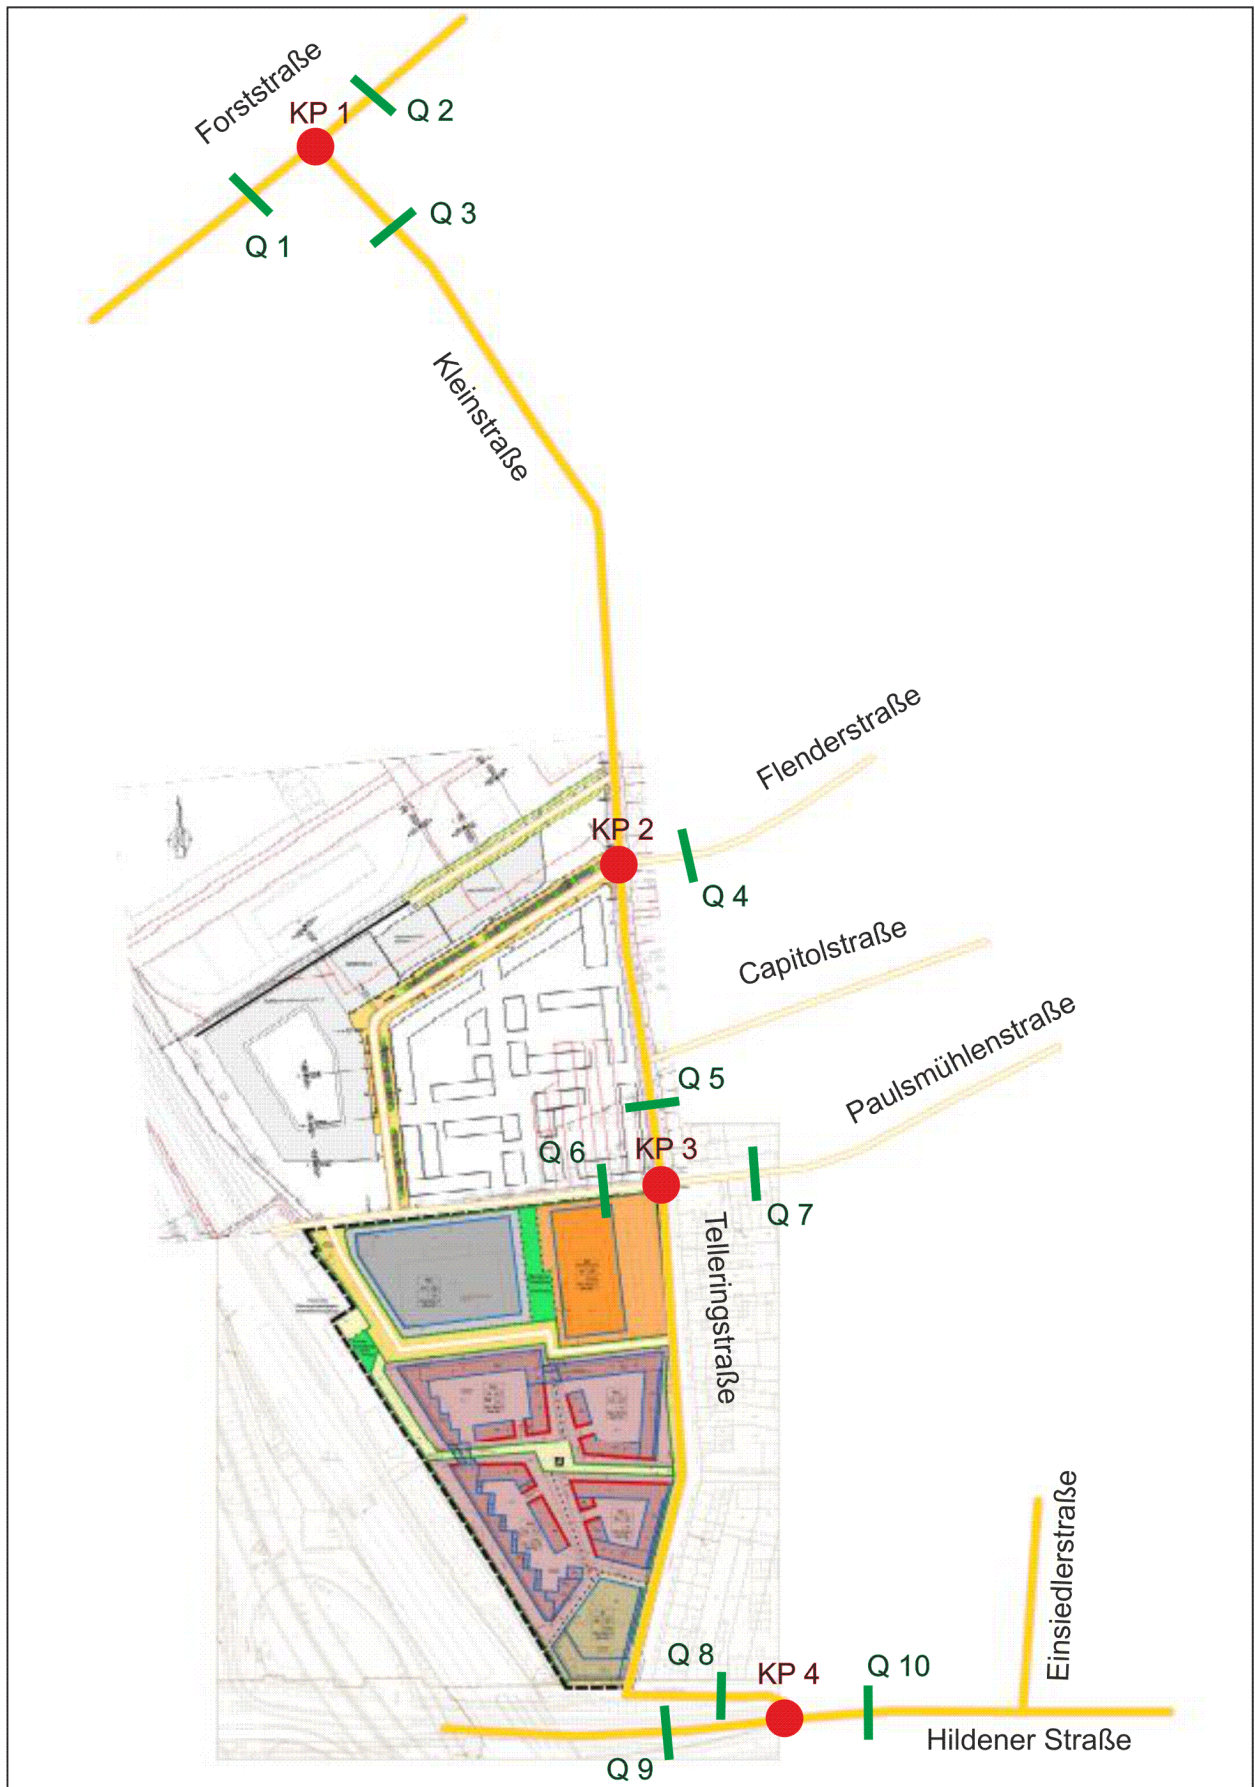 Forststraße
KP 1
Q 2
Q 3
Q 1
Kleinstraße
Flenderstraße
KP 2
Q 4
Capitolstraße
Paulsmühlenstraße
Q 5
KP 3
Q 6
Q 7
Telleringstraße
Einsiedlerstraße
Q 8
KP 4
Q 10
Hildener Straße
Q 9